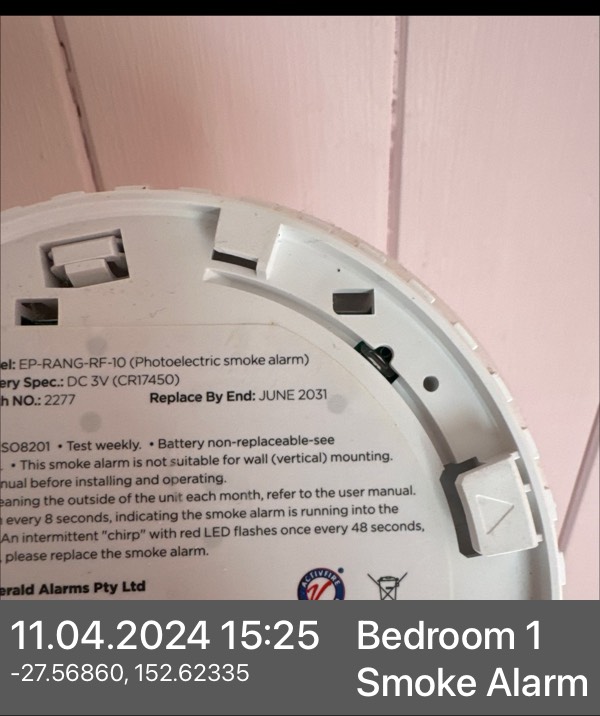 el: EP-RANG-RF-10 (Photoelectric smoke alarm)
ery Spec.: DC 3V (CR17450)
h NO.: 2277 Replace By End: JUNE 2031
SO8201 • Test weekly. • Battery non-replaceable-see
. • This smoke alarm is not suitable for wall (vertical) mounting.
nual before installing and operating.
eaning the outside of the unit each month, refer to the user manual.
every 8 seconds, indicating the smoke alarm is running into the
An intermittent "chirp" with red LED flashes once every 48 seconds,
, please replace the smoke alarm.
erald Alarms Pty Ltd
ACTIVFIRE
11.04.2024 15:25
-27.56860, 152.62335
Bedroom 1
Smoke Alarm